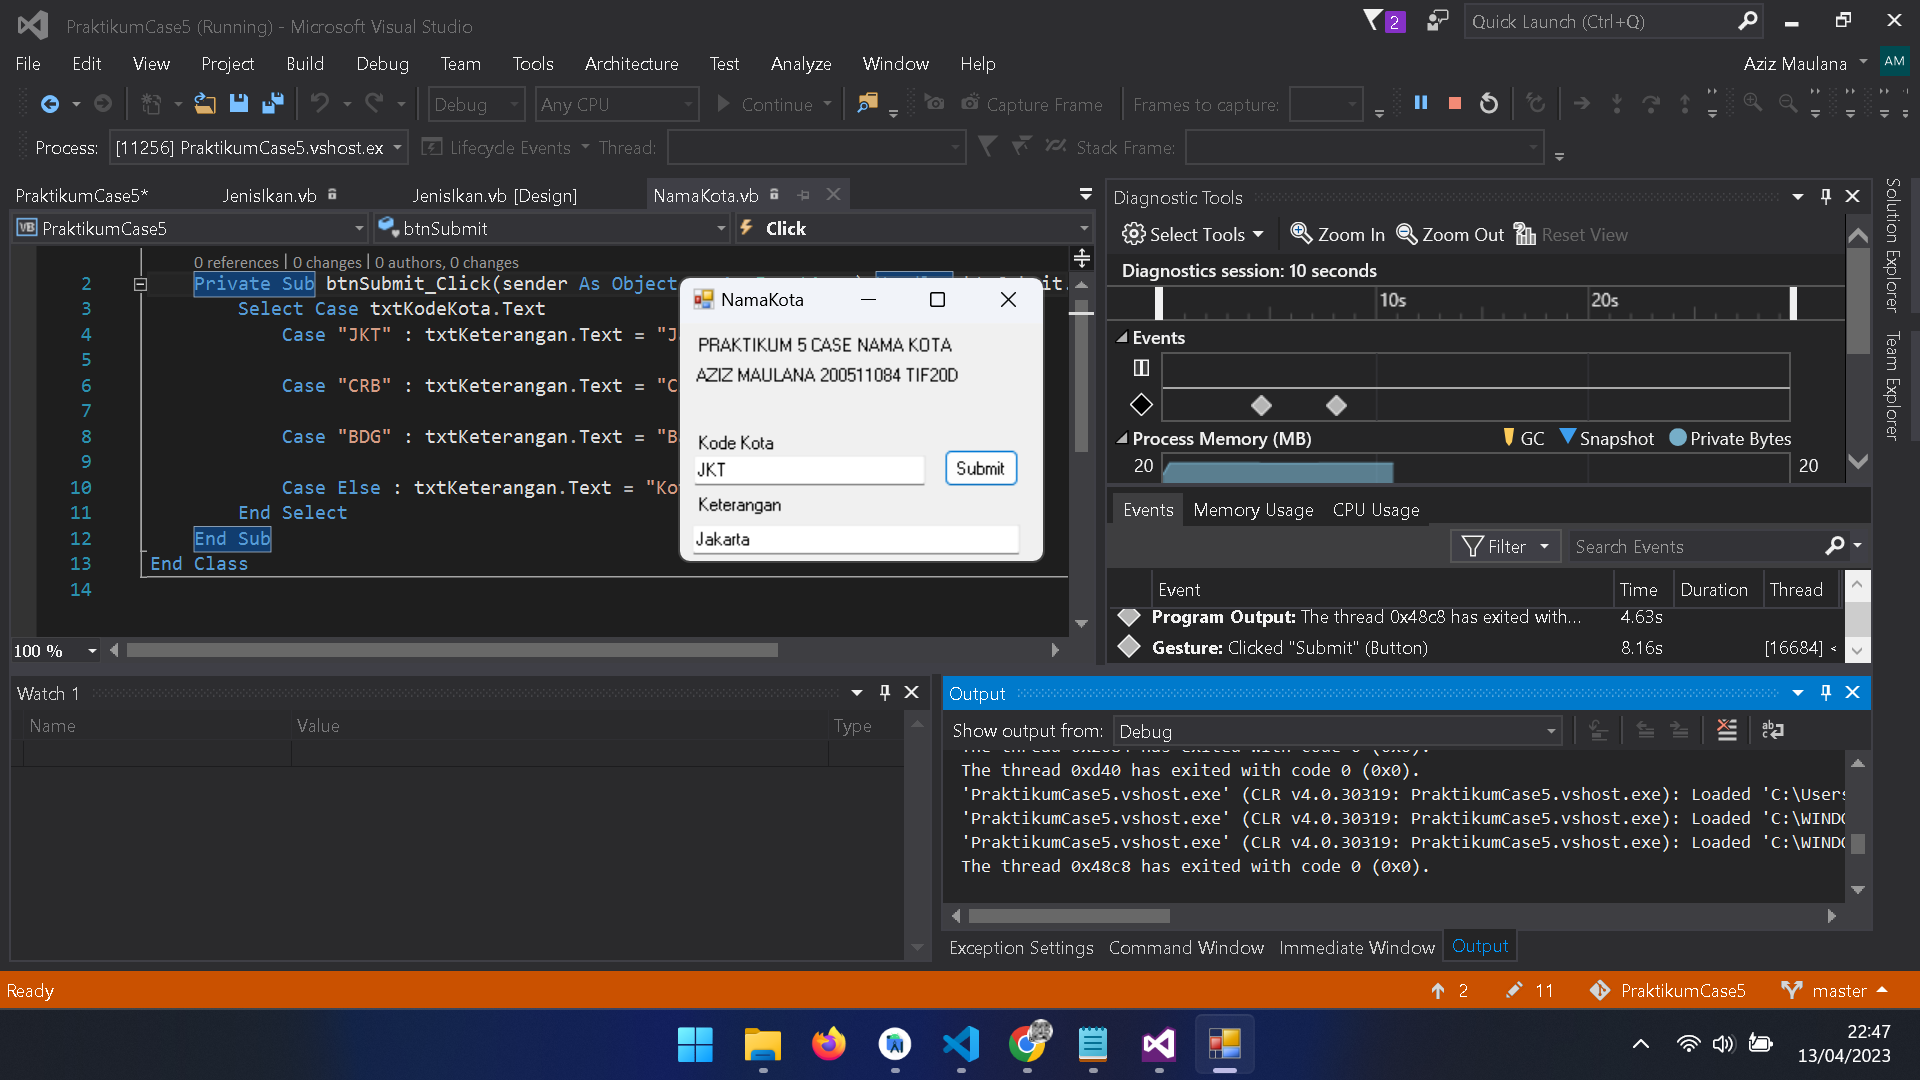 PraktikumCase5 (Running) - Microsoft Visual Studio
2
Quick Launch (Ctrl+Q)
File Edit View Project Build Debug Team Tools Architecture Test Analyze Window Help
Aziz Maulana AM
Debug Any CPU Continue Capture Frame Frames to capture:
Process: [11256] PraktikumCase5.vshost.ex Lifecycle Events Thread: Stack Frame:
PraktikumCase5* JenisIkan.vb JenisIkan.vb [Design] NamaKota.vb
PraktikumCase5 btnSubmit Click
0 references | 0 changes | 0 authors, 0 changes
2 Private Sub btnSubmit_Click(sender As Object
3 Select Case txtKodeKota.Text
4 Case "JKT" : txtKeterangan.Text = "J
5
6 Case "CRB" : txtKeterangan.Text = "C
7
8 Case "BDG" : txtKeterangan.Text = "B
9
10 Case Else : txtKeterangan.Text = "Ko
11 End Select
12 End Sub
13 End Class
14
100 %
NamaKota
PRAKTIKUM 5 CASE NAMA KOTA
AZIZ MAULANA 200511084 TIF20D
Kode Kota
JKT
Submit
Keterangan
Jakarta
Diagnostic Tools
Select Tools Zoom In Zoom Out Reset View
Diagnostics session: 10 seconds
10s 20s
Events
Process Memory (MB) GC Snapshot Private Bytes
20 20
Events Memory Usage CPU Usage
Filter Search Events
Event Time Duration Thread
Program Output: The thread 0x48c8 has exited with... 4.63s
Gesture: Clicked "Submit" (Button) 8.16s [16684] <
Solution Explorer
Team Explorer
Watch 1
Name Value Type
Output
Show output from: Debug
The thread 0xd40 has exited with code 0 (0x0).
'PraktikumCase5.vshost.exe' (CLR v4.0.30319: PraktikumCase5.vshost.exe): Loaded 'C:\Users
'PraktikumCase5.vshost.exe' (CLR v4.0.30319: PraktikumCase5.vshost.exe): Loaded 'C:\WIND
'PraktikumCase5.vshost.exe' (CLR v4.0.30319: PraktikumCase5.vshost.exe): Loaded 'C:\WIND
The thread 0x48c8 has exited with code 0 (0x0).
Exception Settings Command Window Immediate Window Output
Ready
2 11 PraktikumCase5 master
22:47
13/04/2023